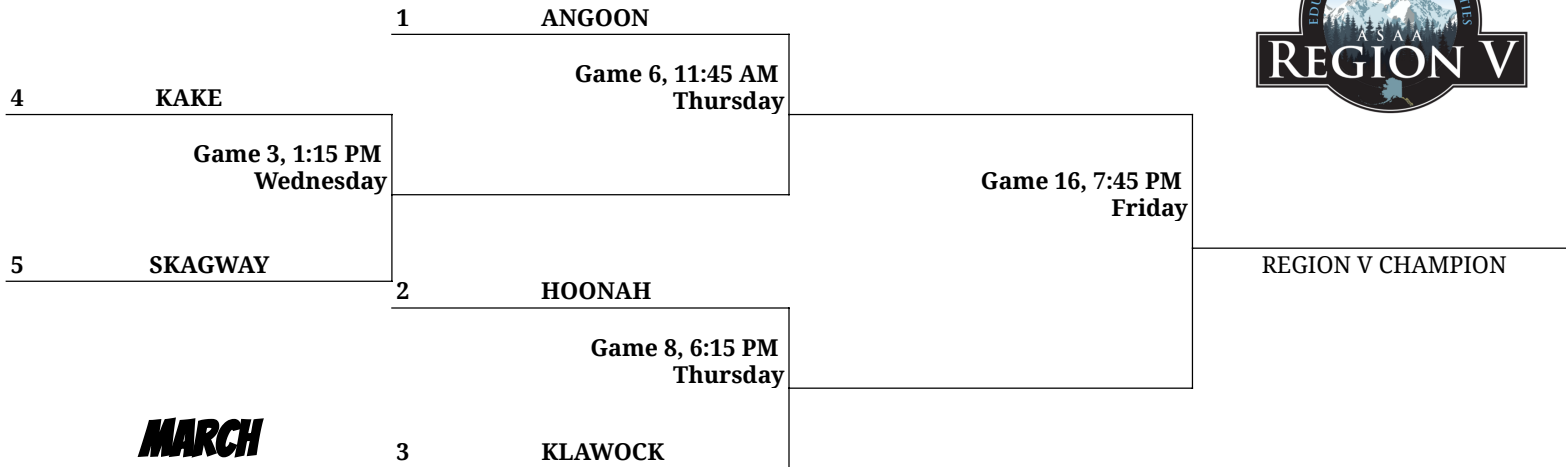 1 ANGOON
Game 6, 11:45 AM
Thursday
4 KAKE
Game 3, 1:15 PM
Wednesday
5 SKAGWAY
2 HOONAH
Game 8, 6:15 PM
Thursday
3 KLAWOCK
Game 16, 7:45 PM
Friday
REGION V CHAMPION
MARCH
ASAA
REGION V